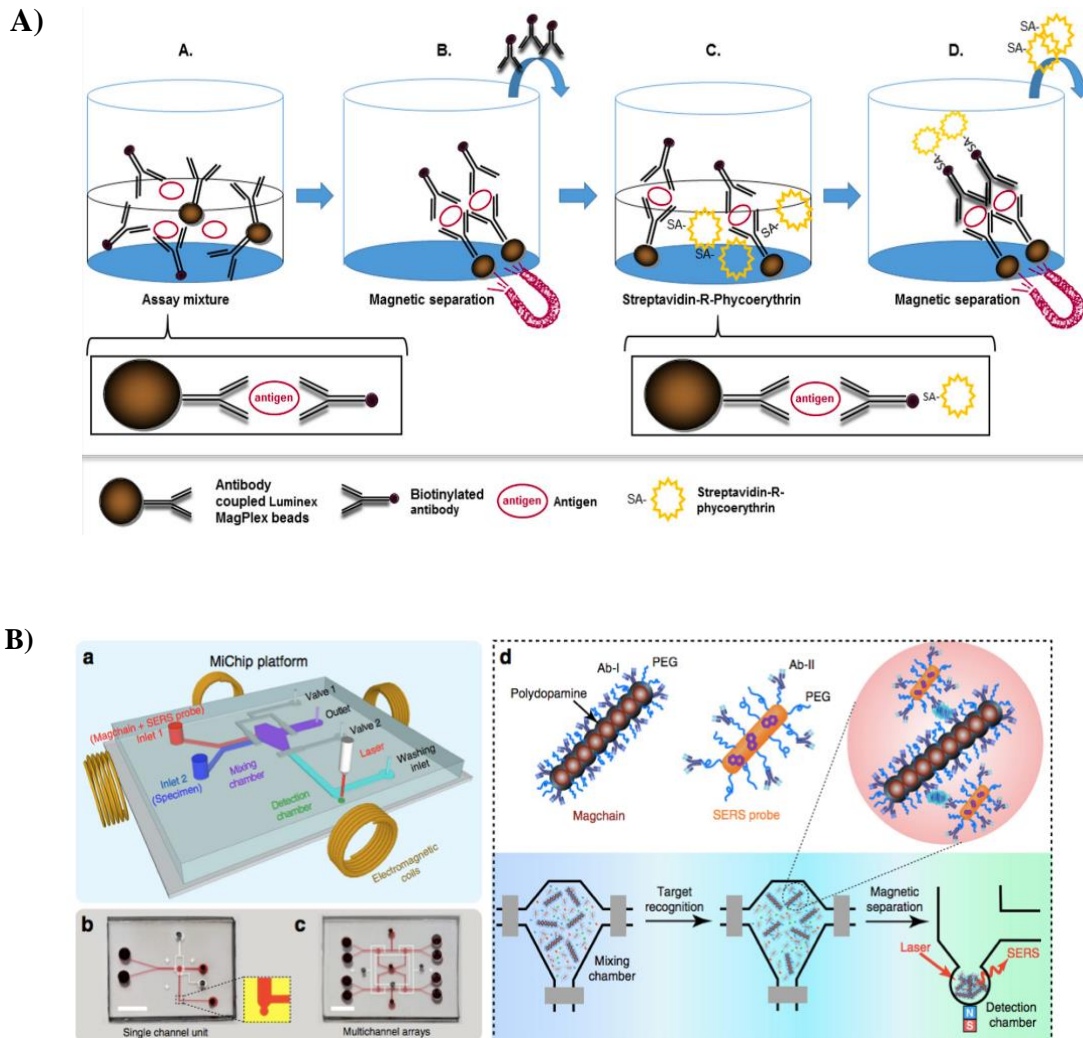 A)
A. B. C. D.
SA-
SA-
SA-
SA-
SA-
SA-
SA-
SA-
Assay mixture
Magnetic separation
Streptavidin-R-Phycoerythrin
Magnetic separation
antigen
antigen
SA-
Antibody
coupled Luminex
MagPlex beads
Biotinylated
antibody
antigen
Antigen
SA-
Streptavidin-R-
phycoerythrin
B)
a
MiChip platform
(Magchain + SERS probe)
Inlet 1
Inlet 2
(Specimen)
Mixing
chamber
Valve 1
Outlet
Valve 2
Laser
Washing
inlet
Detection
chamber
Electromagnetic
coils
b
Single channel unit
c
Multichannel arrays
d
Ab-I
PEG
Polydopamine
Magchain
Ab-II
PEG
SERS probe
Target
recognition
Mixing
chamber
Magnetic
separation
Laser
SERS
Detection
chamber
N
S